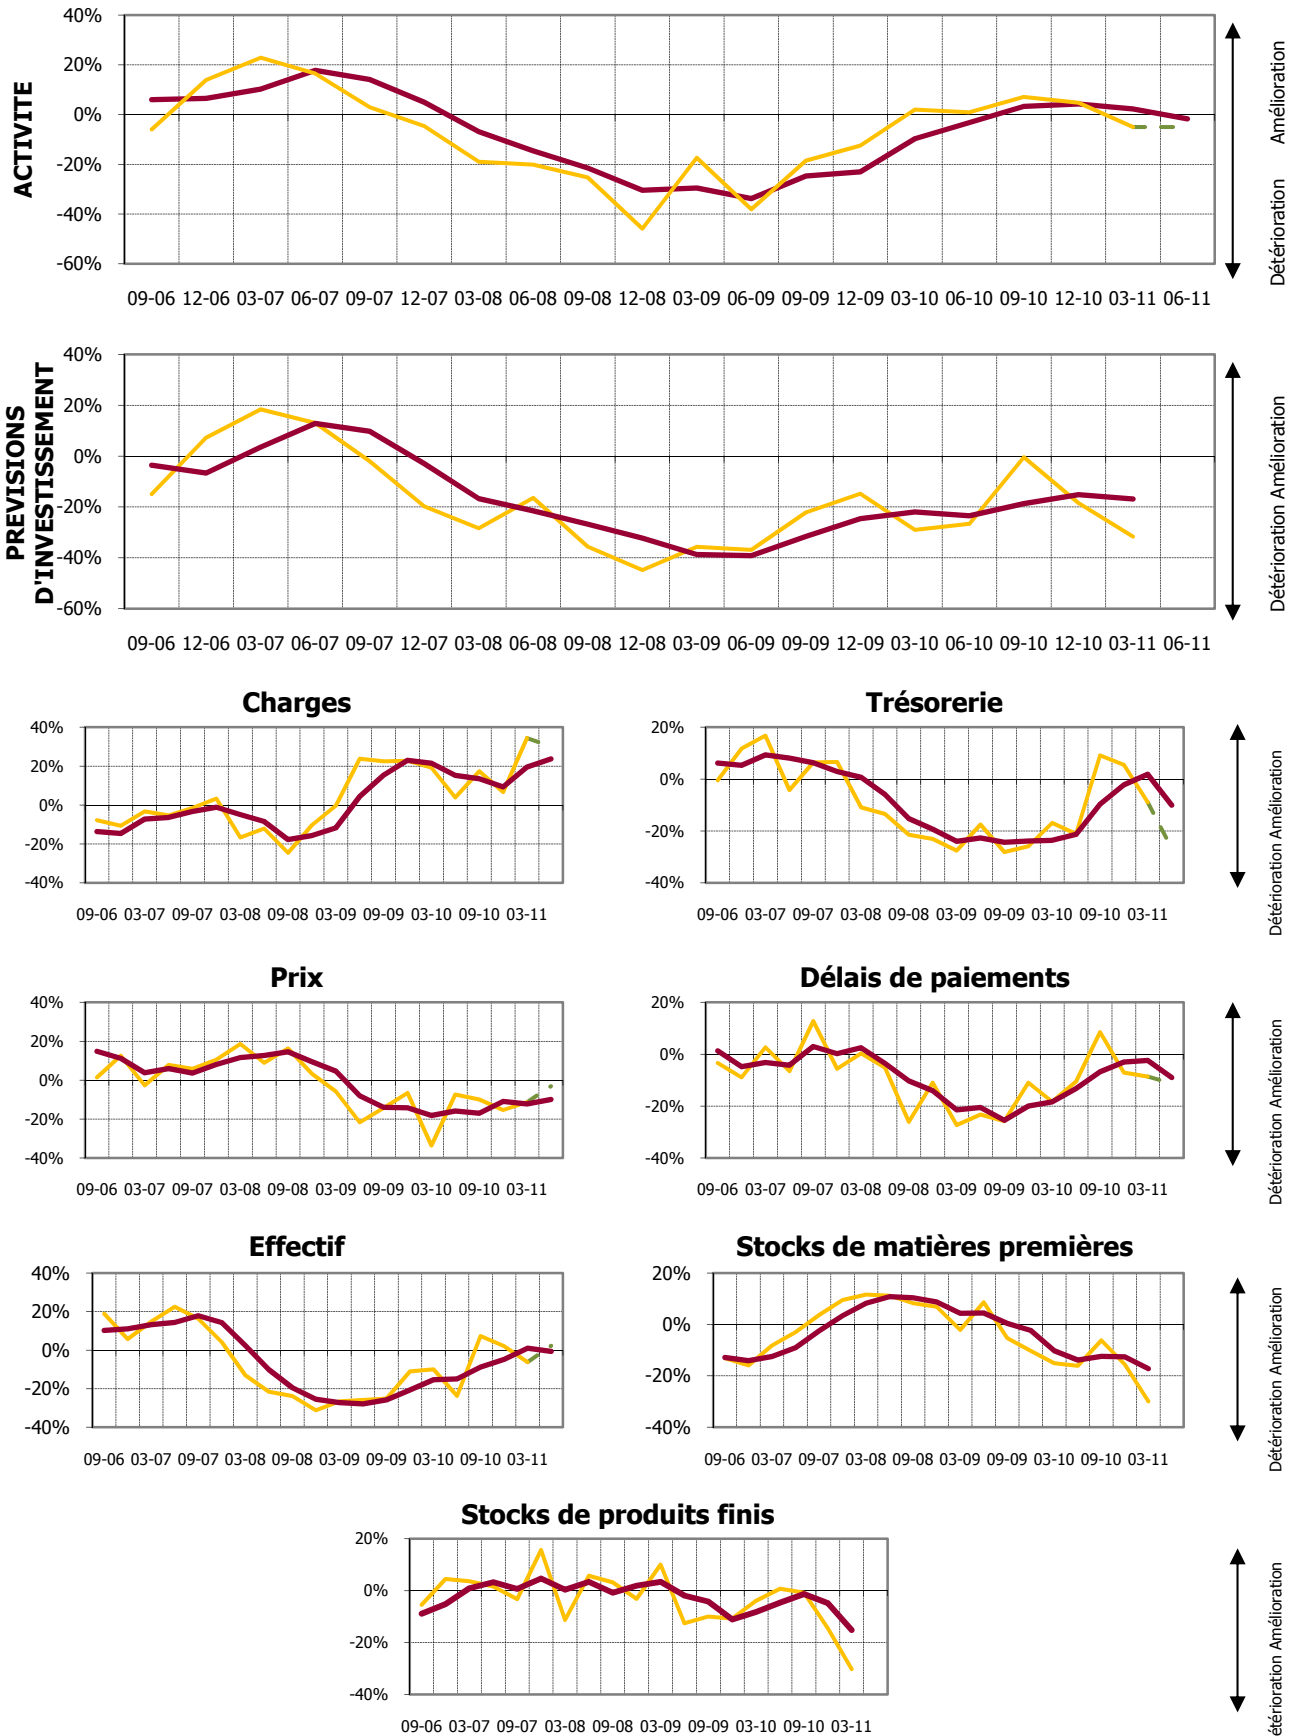 40%
20%
0%
-20%
-40%
-60%
ACTIVITE
Amélioration
Détérioration
09-06 12-06 03-07 06-07 09-07 12-07 03-08 06-08 09-08 12-08 03-09 06-09 09-09 12-09 03-10 06-10 09-10 12-10 03-11 06-11
40%
20%
0%
-20%
-40%
-60%
PREVISIONS
D'INVESTISSEMENT
Détérioration Amélioration
09-06 12-06 03-07 06-07 09-07 12-07 03-08 06-08 09-08 12-08 03-09 06-09 09-09 12-09 03-10 06-10 09-10 12-10 03-11 06-11
Charges
40%
20%
0%
-20%
-40%
09-06 03-07 09-07 03-08 09-08 03-09 09-09 03-10 09-10 03-11
Trésorerie
20%
0%
-20%
-40%
09-06 03-07 09-07 03-08 09-08 03-09 09-09 03-10 09-10 03-11
Détérioration Amélioration
Prix
40%
20%
0%
-20%
-40%
09-06 03-07 09-07 03-08 09-08 03-09 09-09 03-10 09-10 03-11
Délais de paiements
20%
0%
-20%
-40%
09-06 03-07 09-07 03-08 09-08 03-09 09-09 03-10 09-10 03-11
Détérioration Amélioration
Effectif
40%
20%
0%
-20%
-40%
09-06 03-07 09-07 03-08 09-08 03-09 09-09 03-10 09-10 03-11
Stocks de matières premières
20%
0%
-20%
-40%
09-06 03-07 09-07 03-08 09-08 03-09 09-09 03-10 09-10 03-11
Détérioration Amélioration
Stocks de produits finis
20%
0%
-20%
-40%
09-06 03-07 09-07 03-08 09-08 03-09 09-09 03-10 09-10 03-11
étérioration Amélioration